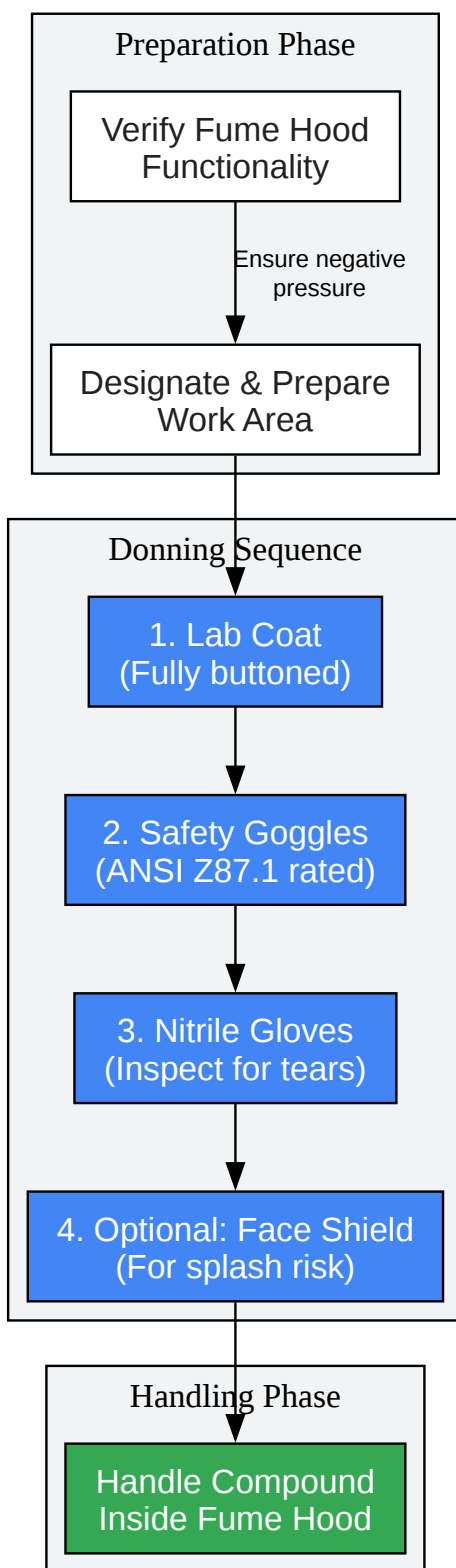 Preparation Phase
Verify Fume Hood
Functionality
Ensure negative
pressure
Designate & Prepare
Work Area
Donning Sequence
1. Lab Coat
(Fully buttoned)
2. Safety Goggles
(ANSI Z87.1 rated)
3. Nitrile Gloves
(Inspect for tears)
4. Optional: Face Shield
(For splash risk)
Handling Phase
Handle Compound
Inside Fume Hood